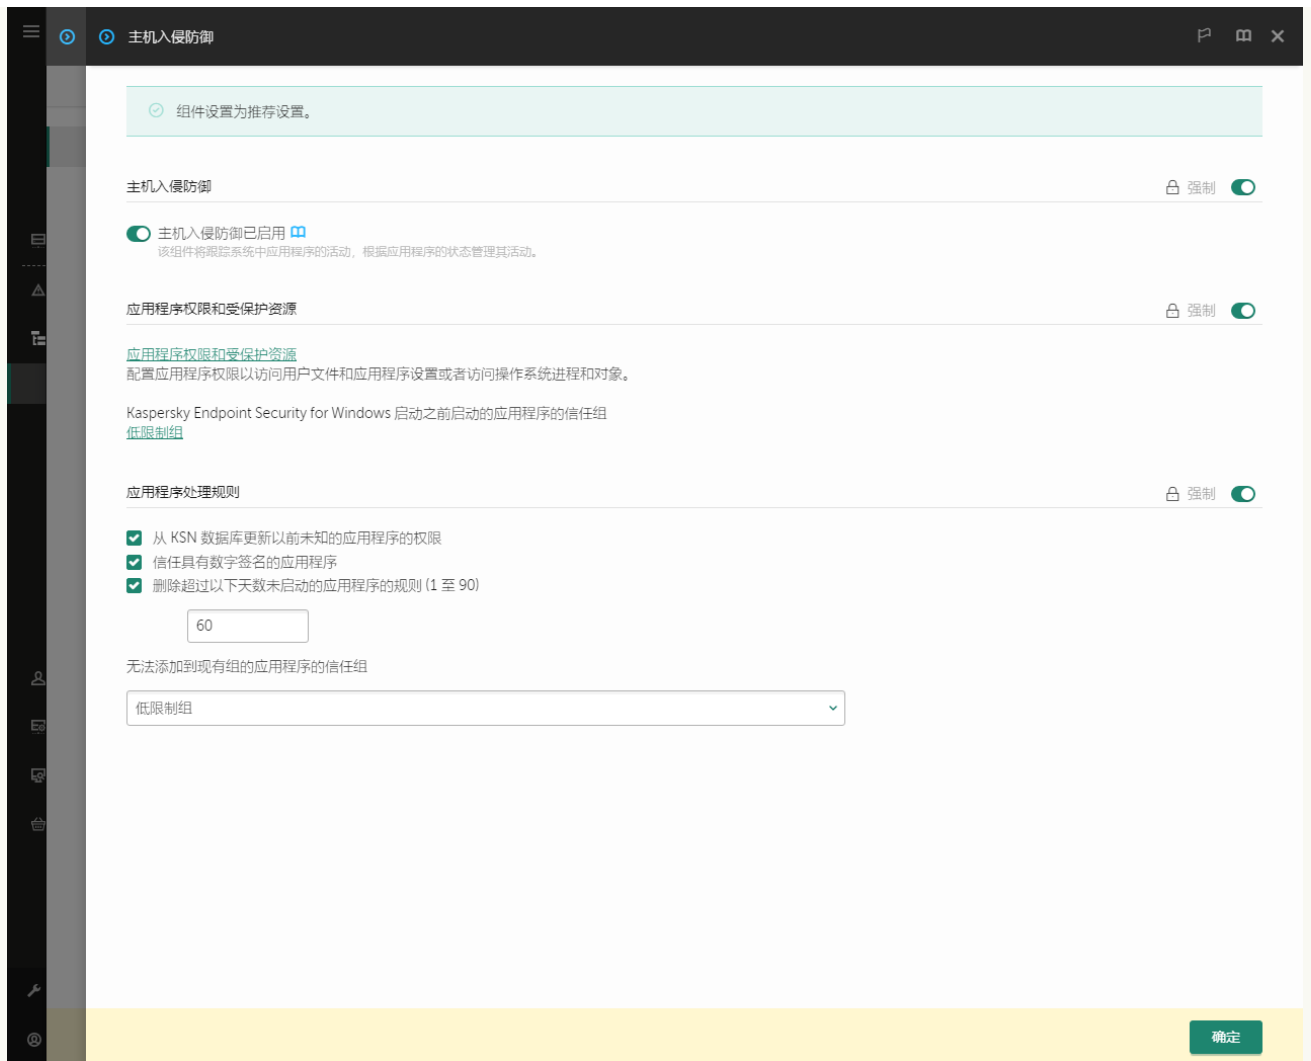 主机入侵防御
组件设置为推荐设置。
主机入侵防御
强制
主机入侵防御已启用
该组件将跟踪系统中应用程序的活动，根据应用程序的状态管理其活动。
应用程序权限和受保护资源
强制
应用程序权限和受保护资源
配置应用程序权限以访问用户文件和应用程序设置或者访问操作系统进程和对象。
Kaspersky Endpoint Security for Windows 启动之前启动的应用程序的信任组
低限制组
应用程序处理规则
强制
从 KSN 数据库更新以前未知的应用程序的权限
信任具有数字签名的应用程序
删除超过以下天数未启动的应用程序的规则 (1 至 90)
60
无法添加到现有组的应用程序的信任组
低限制组
确定